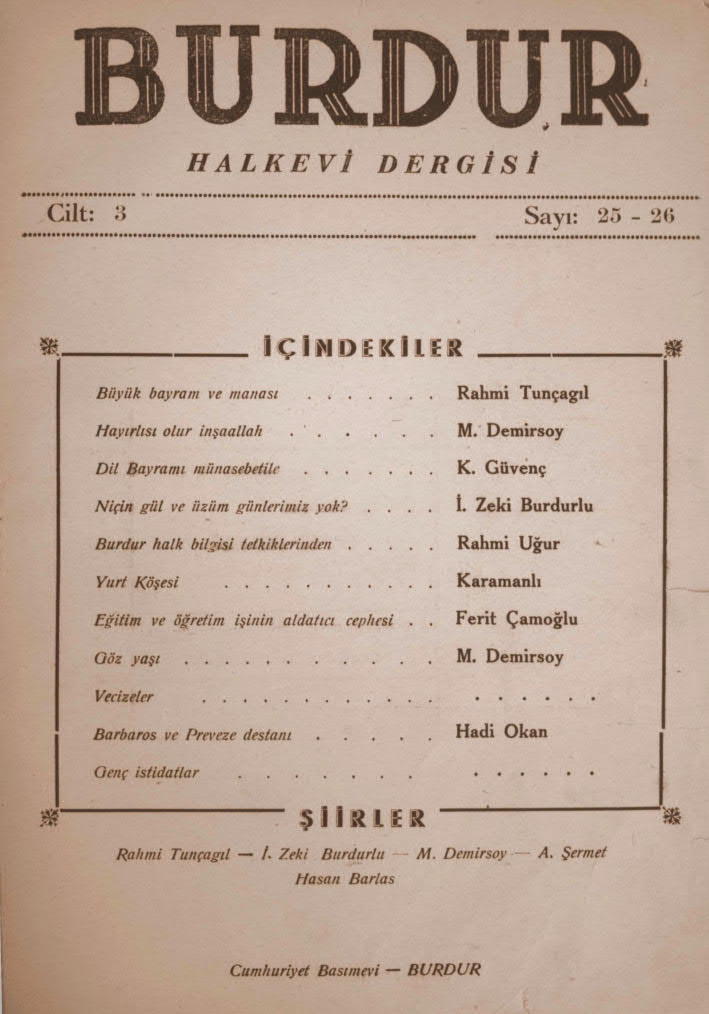 BURDUR
HALKEVİ DERGİSİ
Cilt: 3 Sayı: 25 - 26
İÇİNDEKİLER
Büyük bayram ve manası . . . . . . . Rahmi Tunçagıl
Hayırlısı olur inşaallah . . . . . . M. Demirsoy
Dil Bayramı münasebetile . . . . . . . K. Güvenç
Niçin gül ve üzüm günlerimiz yok? . . . . İ. Zeki Burdurlu
Burdur halk bilgisi tetkiklerinden . . . . . Rahmi Uğur
Yurt Köşesi . . . . . . . . . . . Karamanlı
Eğitim ve öğretim işinin aldatıcı cephesi . . Ferit Çamoğlu
Göz yaşı . . . . . . . . . . . M. Demirsoy
Vecizeler . . . . . . . . . . . . . . . . . .
Barbaros ve Preveze destanı . . . . . Hadi Okan
Genç istidatlar . . . . . . . . . . . . .
ŞİİRLER
Rahmi Tunçagıl — İ. Zeki Burdurlu — M. Demirsoy — A. Şermet
Hasan Barlas
Cumhuriyet Basımevi — BURDUR